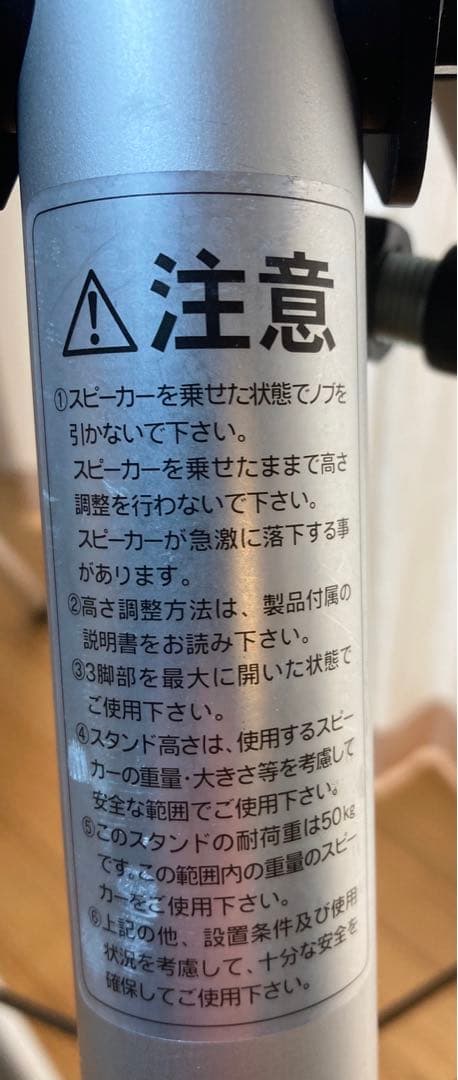 注意
①スピーカーを乗せた状態でノブを
引かないで下さい。
スピーカーを乗せたままで高さ
調整を行わないで下さい。
スピーカーが急激に落下する事
があります。
②高さ調整方法は、製品付属の
説明書をお読み下さい。
③3脚部を最大に開いた状態で
ご使用下さい。
④スタンド高さは、使用するスピー
カーの重量・大きさ等を考慮して
安全な範囲でご使用下さい。
⑤このスタンドの耐荷重は50kg
です。この範囲内の重量のスピー
カーをご使用下さい。
⑥上記の他、設置条件及び使用
状況を考慮して、十分な安全を
確保してご使用下さい。